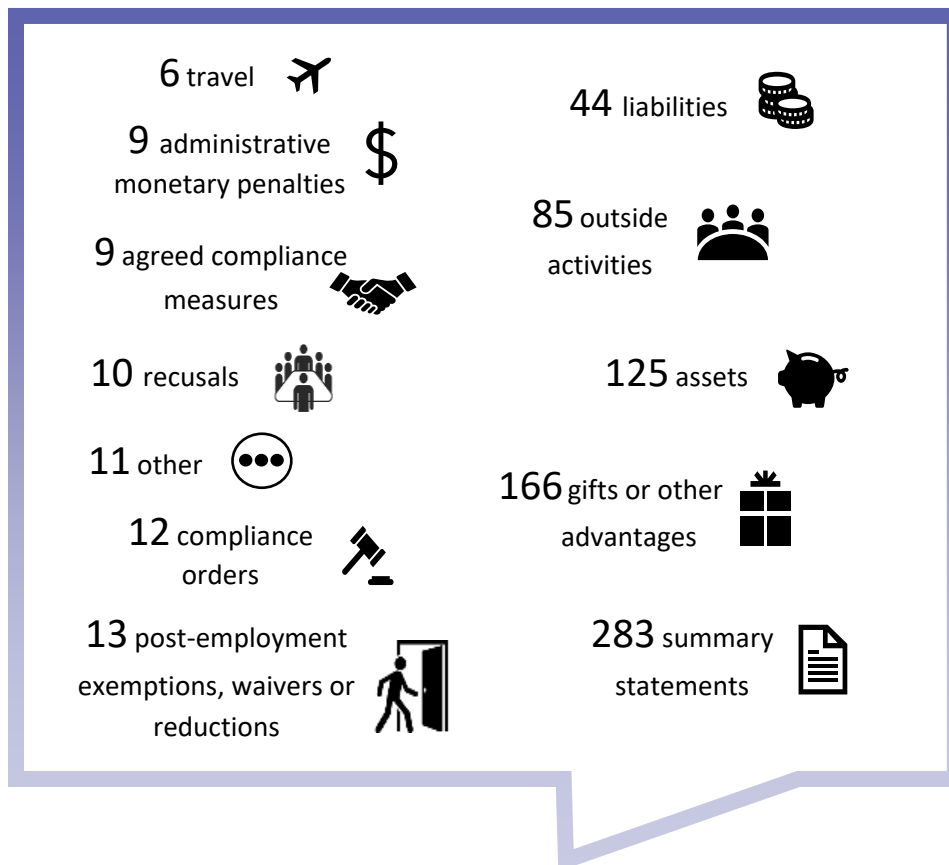 6 travel
9 administrative
monetary penalties
$
9 agreed compliance
measures
10 recusals
11 other
12 compliance
orders
13 post-employment
exemptions, waivers or
reductions
44 liabilities
85 outside
activities
125 assets
166 gifts or other
advantages
283 summary
statements